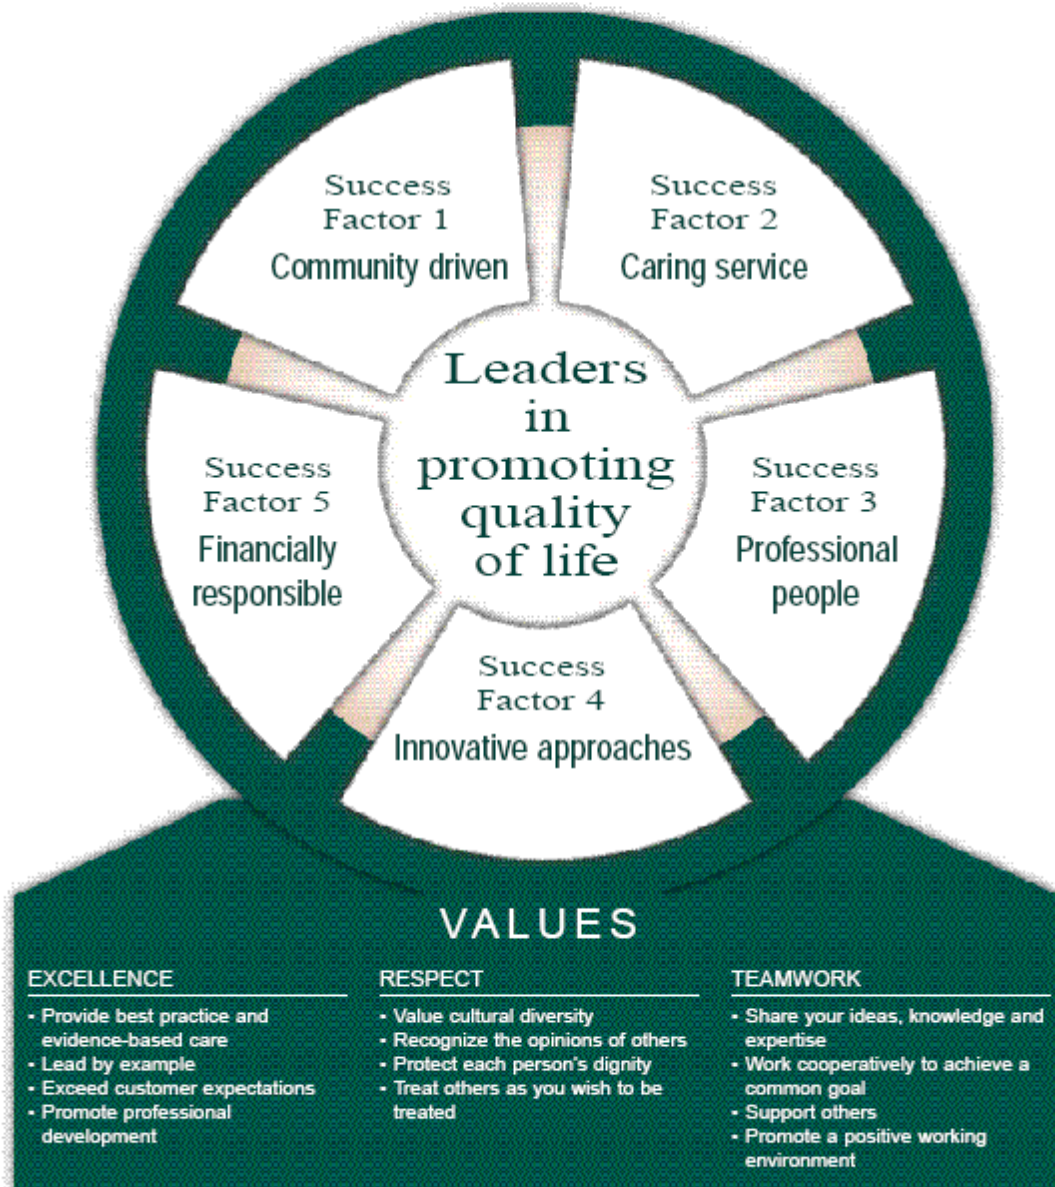 Success
Factor 1
Community driven
Success
Factor 2
Caring service
Leaders
in
promoting
quality
of life
Success
Factor 5
Financially
responsible
Success
Factor 3
Professional
people
Success
Factor 4
Innovative approaches
VALUES
EXCELLENCE
- Provide best practice and
evidence-based care
- Lead by example
- Exceed customer expectations
- Promote professional
development
RESPECT
- Value cultural diversity
- Recognize the opinions of others
- Protect each person's dignity
- Treat others as you wish to be
treated
TEAMWORK
- Share your ideas, knowledge and
expertise
- Work cooperatively to achieve a
common goal
- Support others
- Promote a positive working
environment